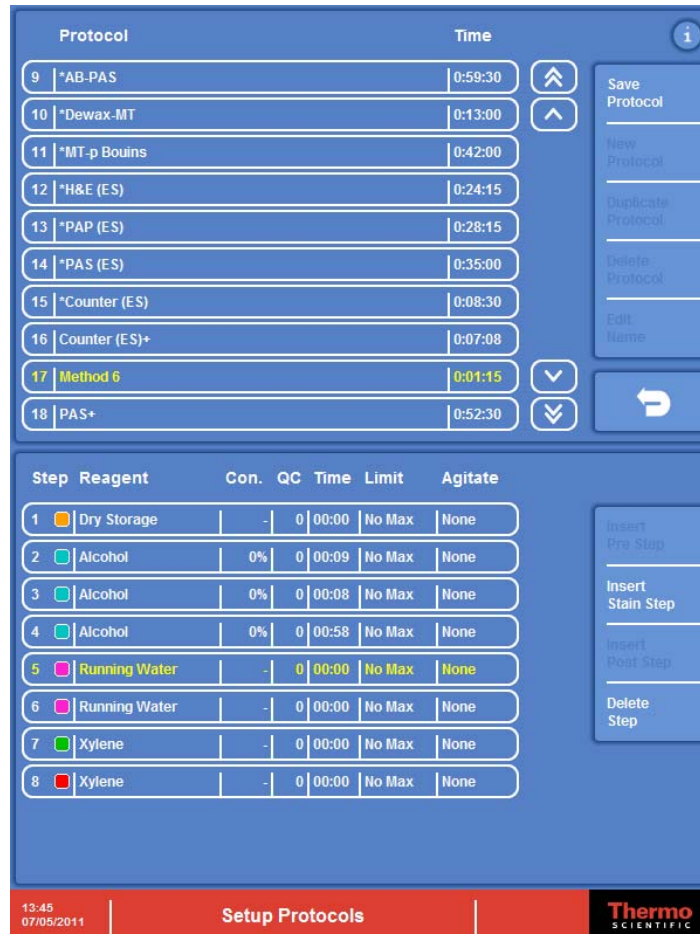 Protocol Time
i
9 *AB-PAS 0:59:30
10 *Dewax-MT 0:13:00
11 *MT-p Bouins 0:42:00
12 *H&E (ES) 0:24:15
13 *PAP (ES) 0:28:15
14 *PAS (ES) 0:35:00
15 *Counter (ES) 0:08:30
16 Counter (ES)+ 0:07:08
17 Method 6 0:01:15
18 PAS+ 0:52:30
Save
Protocol
New
Protocol
Duplicate
Protocol
Delete
Protocol
Edit
Name
Step Reagent Con. QC Time Limit Agitate
1 Dry Storage - 0 00:00 No Max None
2 Alcohol 0% 0 00:09 No Max None
3 Alcohol 0% 0 00:08 No Max None
4 Alcohol 0% 0 00:58 No Max None
5 Running Water - 0 00:00 No Max None
6 Running Water - 0 00:00 No Max None
7 Xylene - 0 00:00 No Max None
8 Xylene - 0 00:00 No Max None
Insert
Pre Step
Insert
Stain Step
Insert
Post Step
Delete
Step
13:45
07/05/2011
Setup Protocols
Thermo
SCIENTIFIC